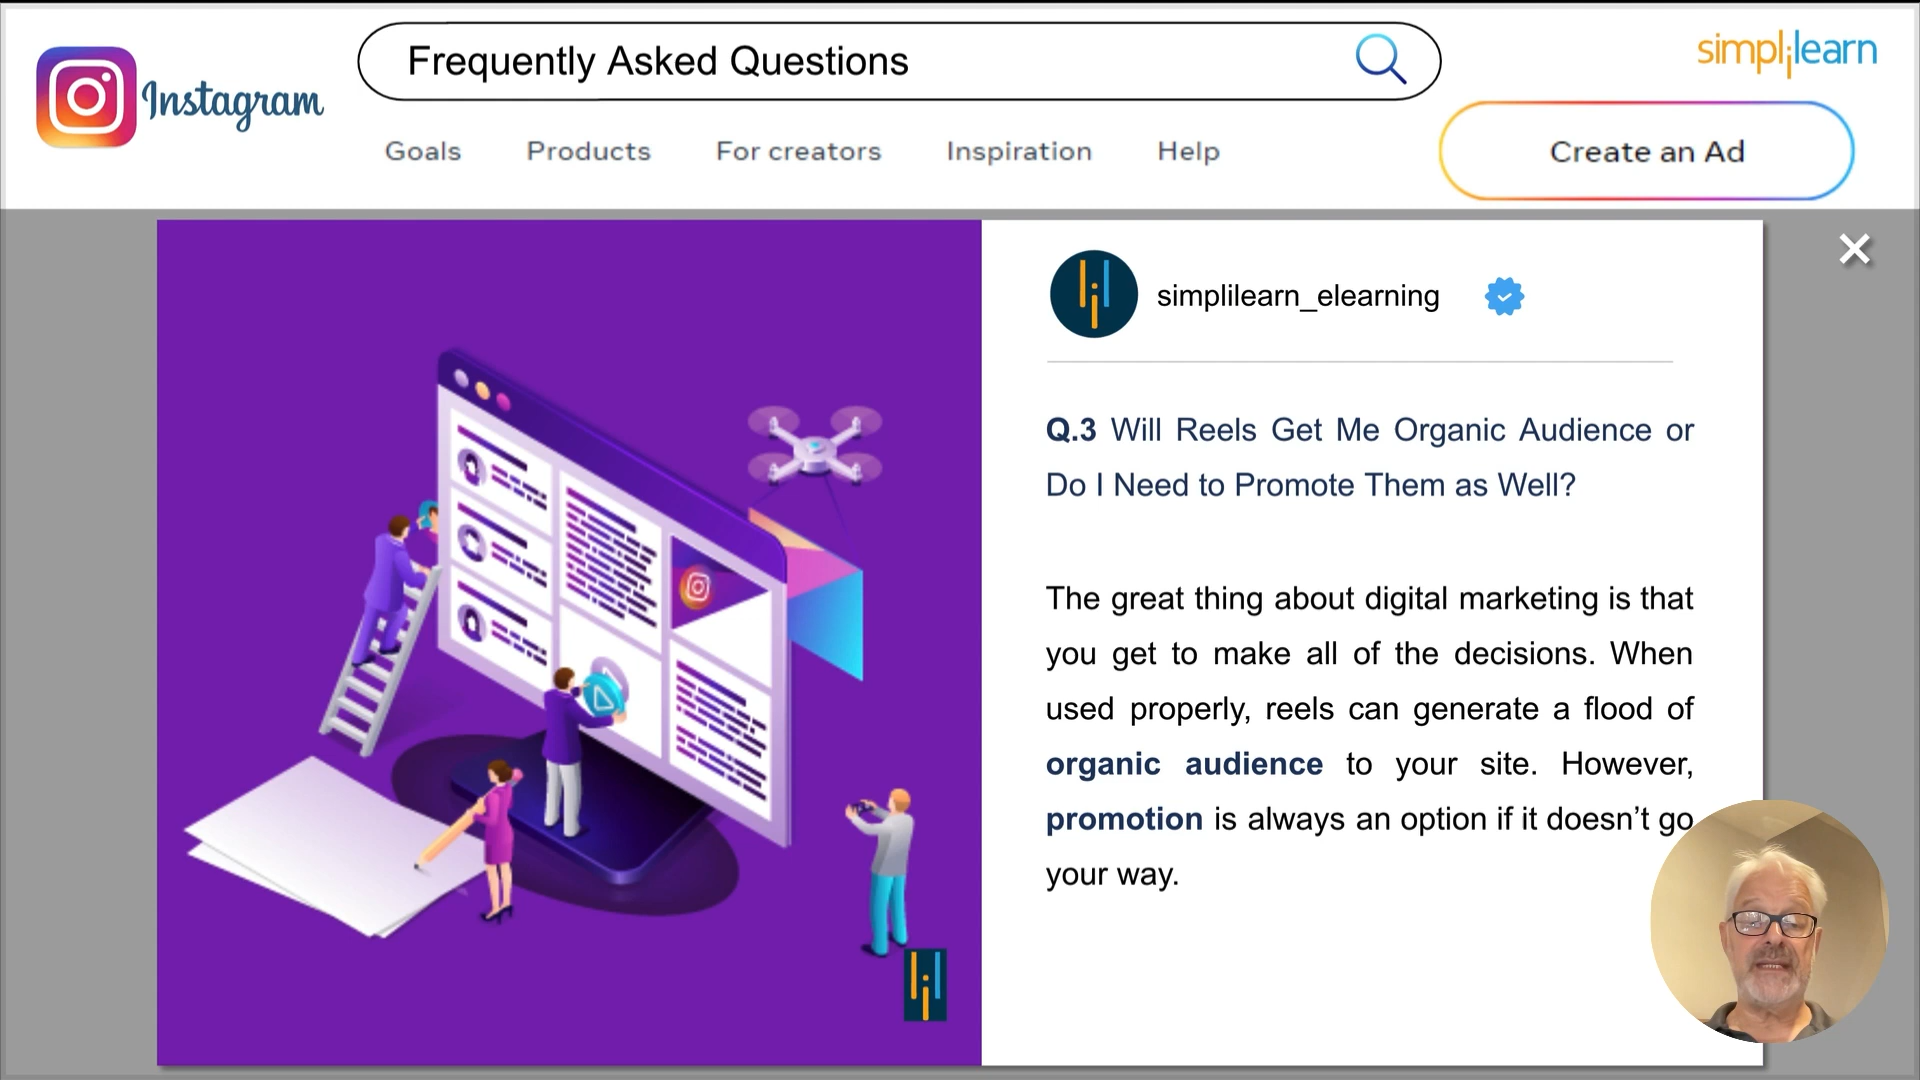 Instagram
Frequently Asked Questions
simplilearn
Goals Products For creators Inspiration Help
Create an Ad
simplilearn_elearning
Q.3 Will Reels Get Me Organic Audience or
Do I Need to Promote Them as Well?
The great thing about digital marketing is that
you get to make all of the decisions. When
used properly, reels can generate a flood of
organic audience to your site. However,
promotion is always an option if it doesn’t go
your way.